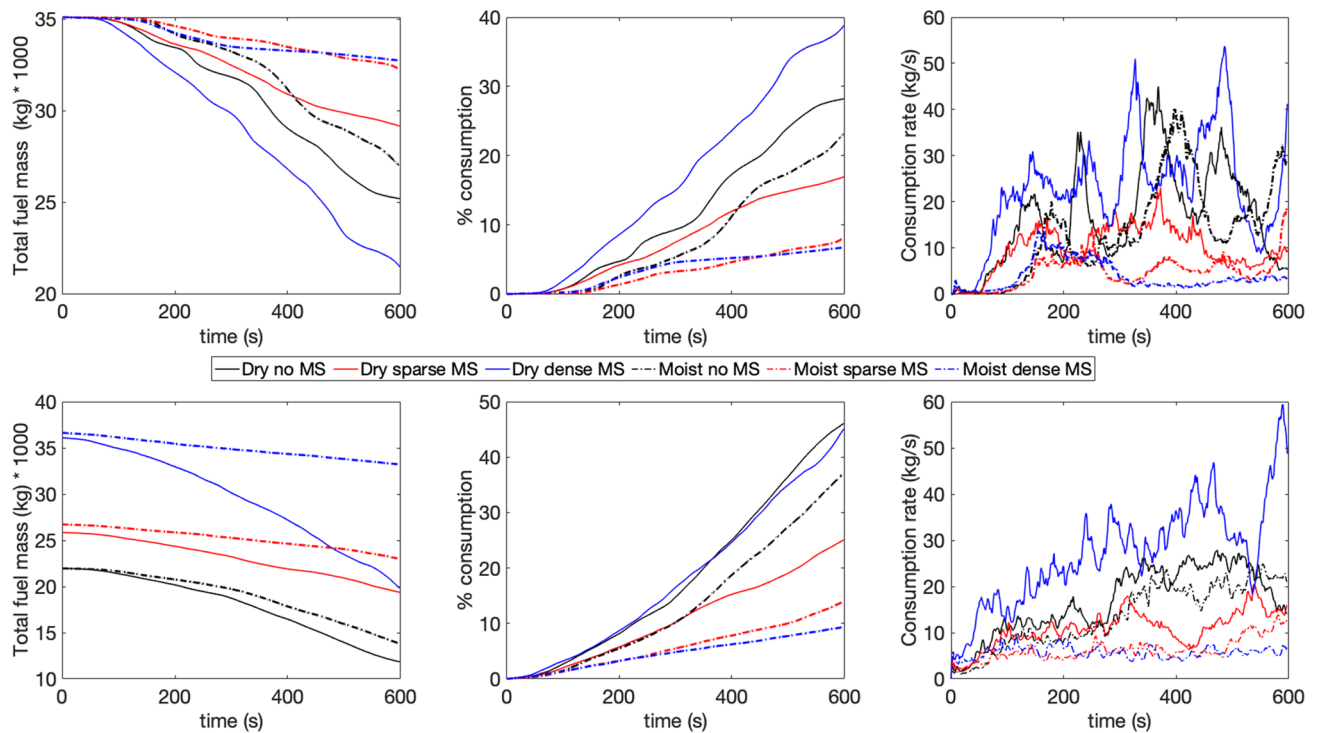 Total fuel mass (kg) * 1000
35
30
25
20
0 200 400 600
time (s)
% consumption
40
30
20
10
0
0 200 400 600
time (s)
Consumption rate (kg/s)
60
50
40
30
20
10
0
0 200 400 600
time (s)
Dry no MS Dry sparse MS Dry dense MS Moist no MS Moist sparse MS Moist dense MS
Total fuel mass (kg) * 1000
40
35
30
25
20
15
10
0 200 400 600
time (s)
% consumption
50
40
30
20
10
0
0 200 400 600
time (s)
Consumption rate (kg/s)
60
50
40
30
20
10
0
0 200 400 600
time (s)